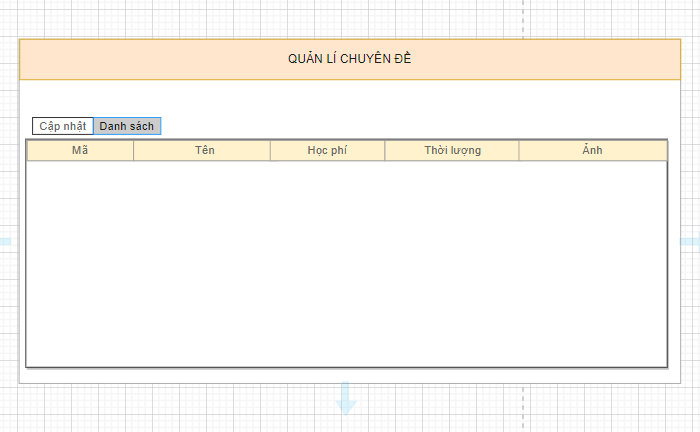 QUẢN LÍ CHUYÊN ĐỀ
Cập nhật Danh sách
Mã Tên Học phí Thời lượng Ảnh